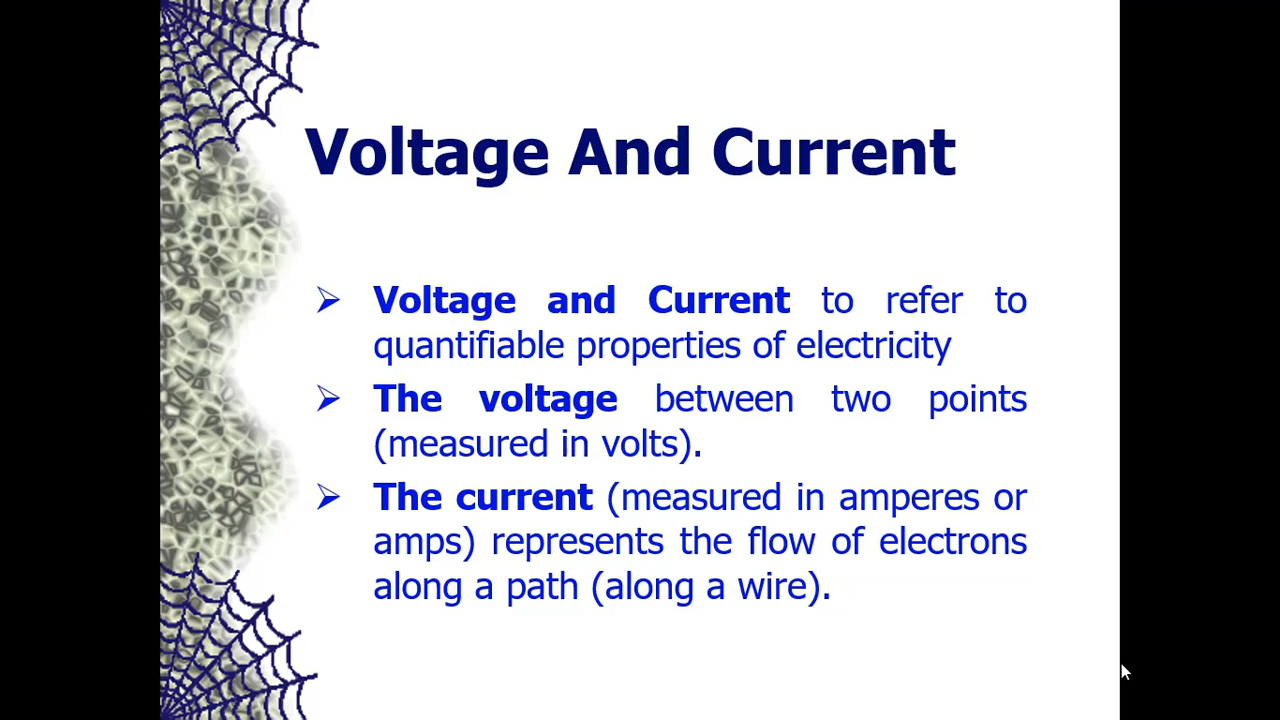 Voltage And Current
Voltage and Current to refer to
quantifiable properties of electricity
The voltage between two points
(measured in volts).
The current (measured in amperes or
amps) represents the flow of electrons
along a path (along a wire).